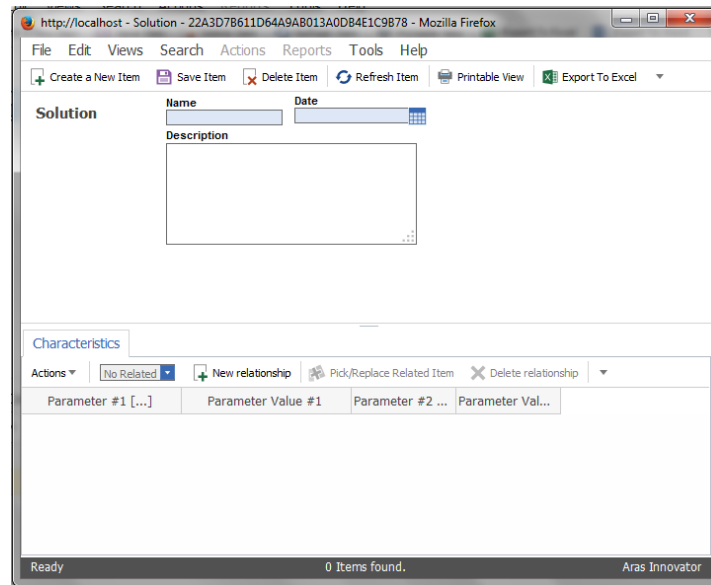 http://localhost - Solution - 22A3D7B611D64A9AB013A0DB4E1C9B78 - Mozilla Firefox
File Edit Views Search Actions Reports Tools Help
Create a New Item Save Item Delete Item Refresh Item Printable View Export To Excel
Solution
Name Date
Description
Characteristics
Actions No Related New relationship Pick/Replace Related Item Delete relationship
Parameter #1 [...] Parameter Value #1 Parameter #2 ... Parameter Val...
Ready 0 Items found. Aras Innovator